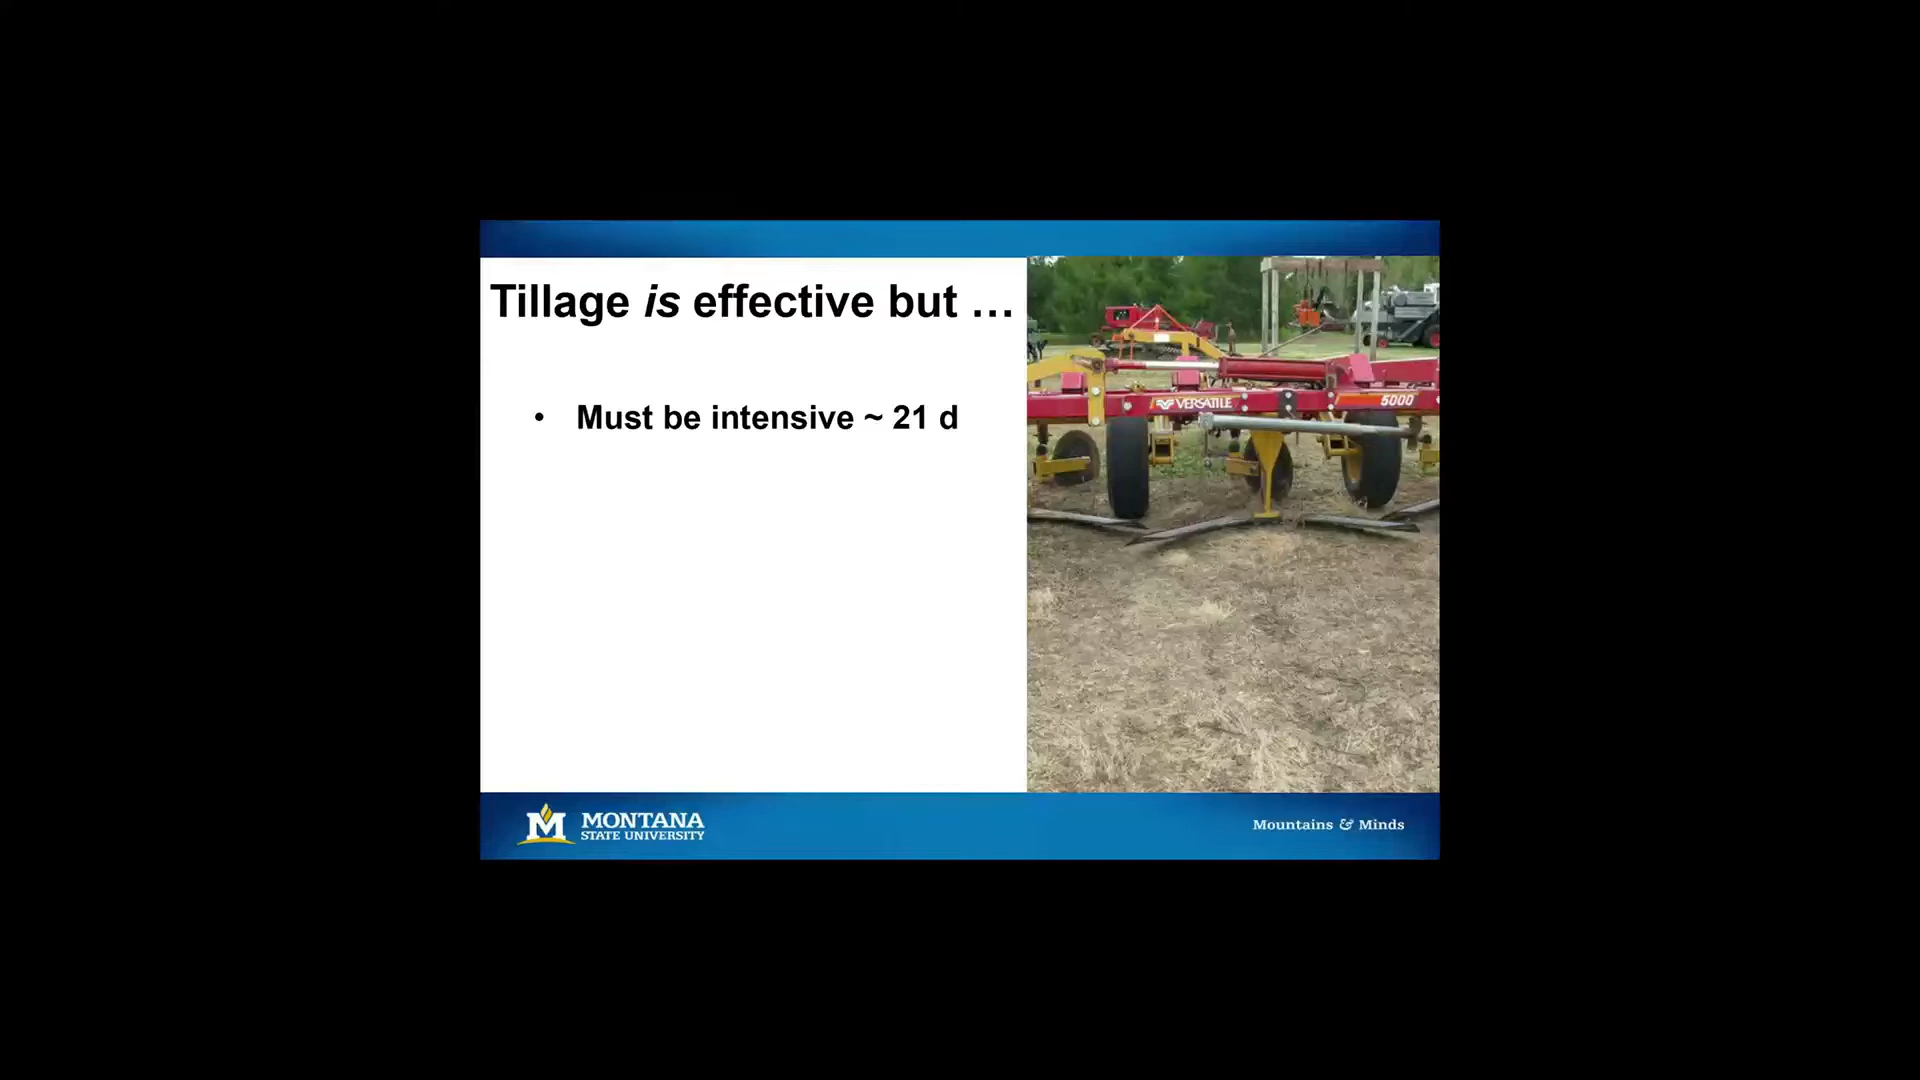 Tillage is effective but …
• Must be intensive ~ 21 d
VERSATILE
5000
M MONTANA
STATE UNIVERSITY
Mountains & Minds